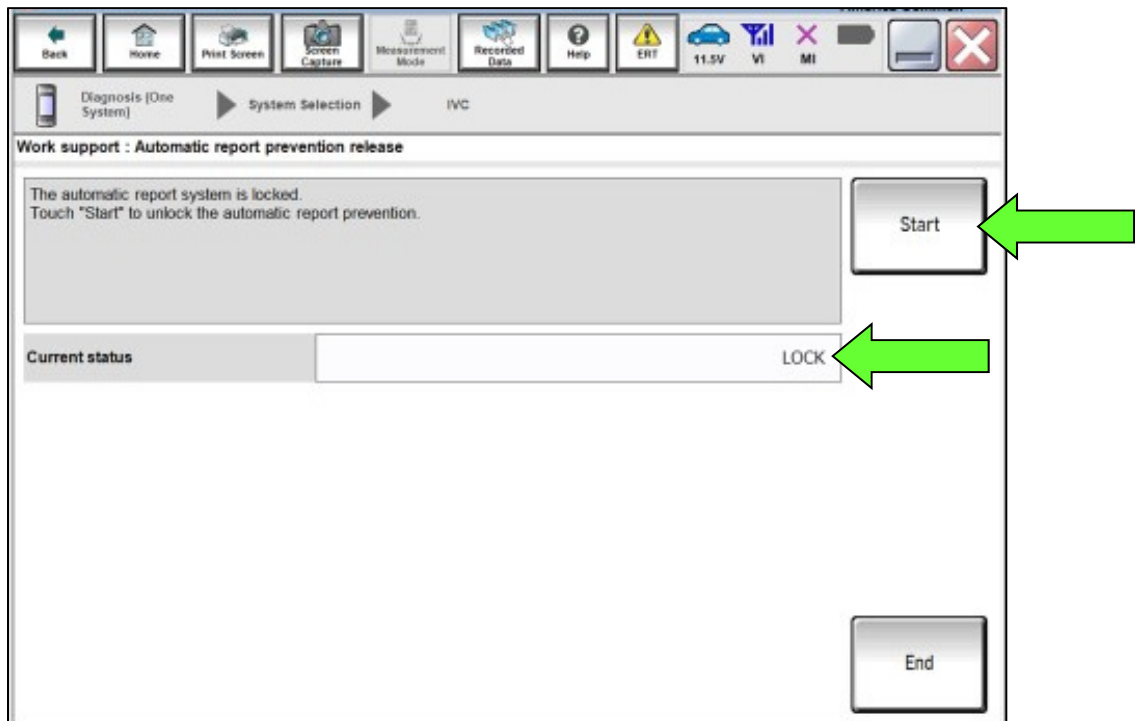 Back
Home
Print Screen
Screen Capture
Measurement Mode
Recorded Data
Help
ERT
11.5V
VI
MI
Diagnosis (One System)
System Selection
IVC
Work support : Automatic report prevention release
The automatic report system is locked.
Touch "Start" to unlock the automatic report prevention.
Start
Current status
LOCK
End